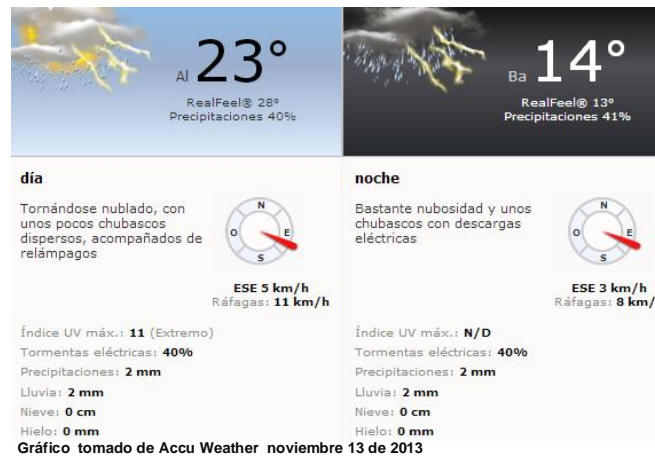 Al 23°
RealFeel® 28°
Precipitaciones 40%
Ba 14°
RealFeel® 13°
Precipitaciones 41%
día
Tornándose nublado, con
unos pocos chubascos
dispersos, acompañados de
relámpagos
N
O
E
S
ESE 5 km/h
Ráfagas: 11 km/h
Índice UV máx.: 11 (Extremo)
Tormentas eléctricas: 40%
Precipitaciones: 2 mm
Lluvia: 2 mm
Nieve: 0 cm
Hielo: 0 mm
noche
Bastante nubosidad y unos
chubascos con descargas
eléctricas
N
O
E
S
ESE 3 km/h
Ráfagas: 8 km/
Índice UV máx.: N/D
Tormentas eléctricas: 40%
Precipitaciones: 2 mm
Lluvia: 2 mm
Nieve: 0 cm
Hielo: 0 mm
Gráfico tomado de Accu Weather noviembre 13 de 2013